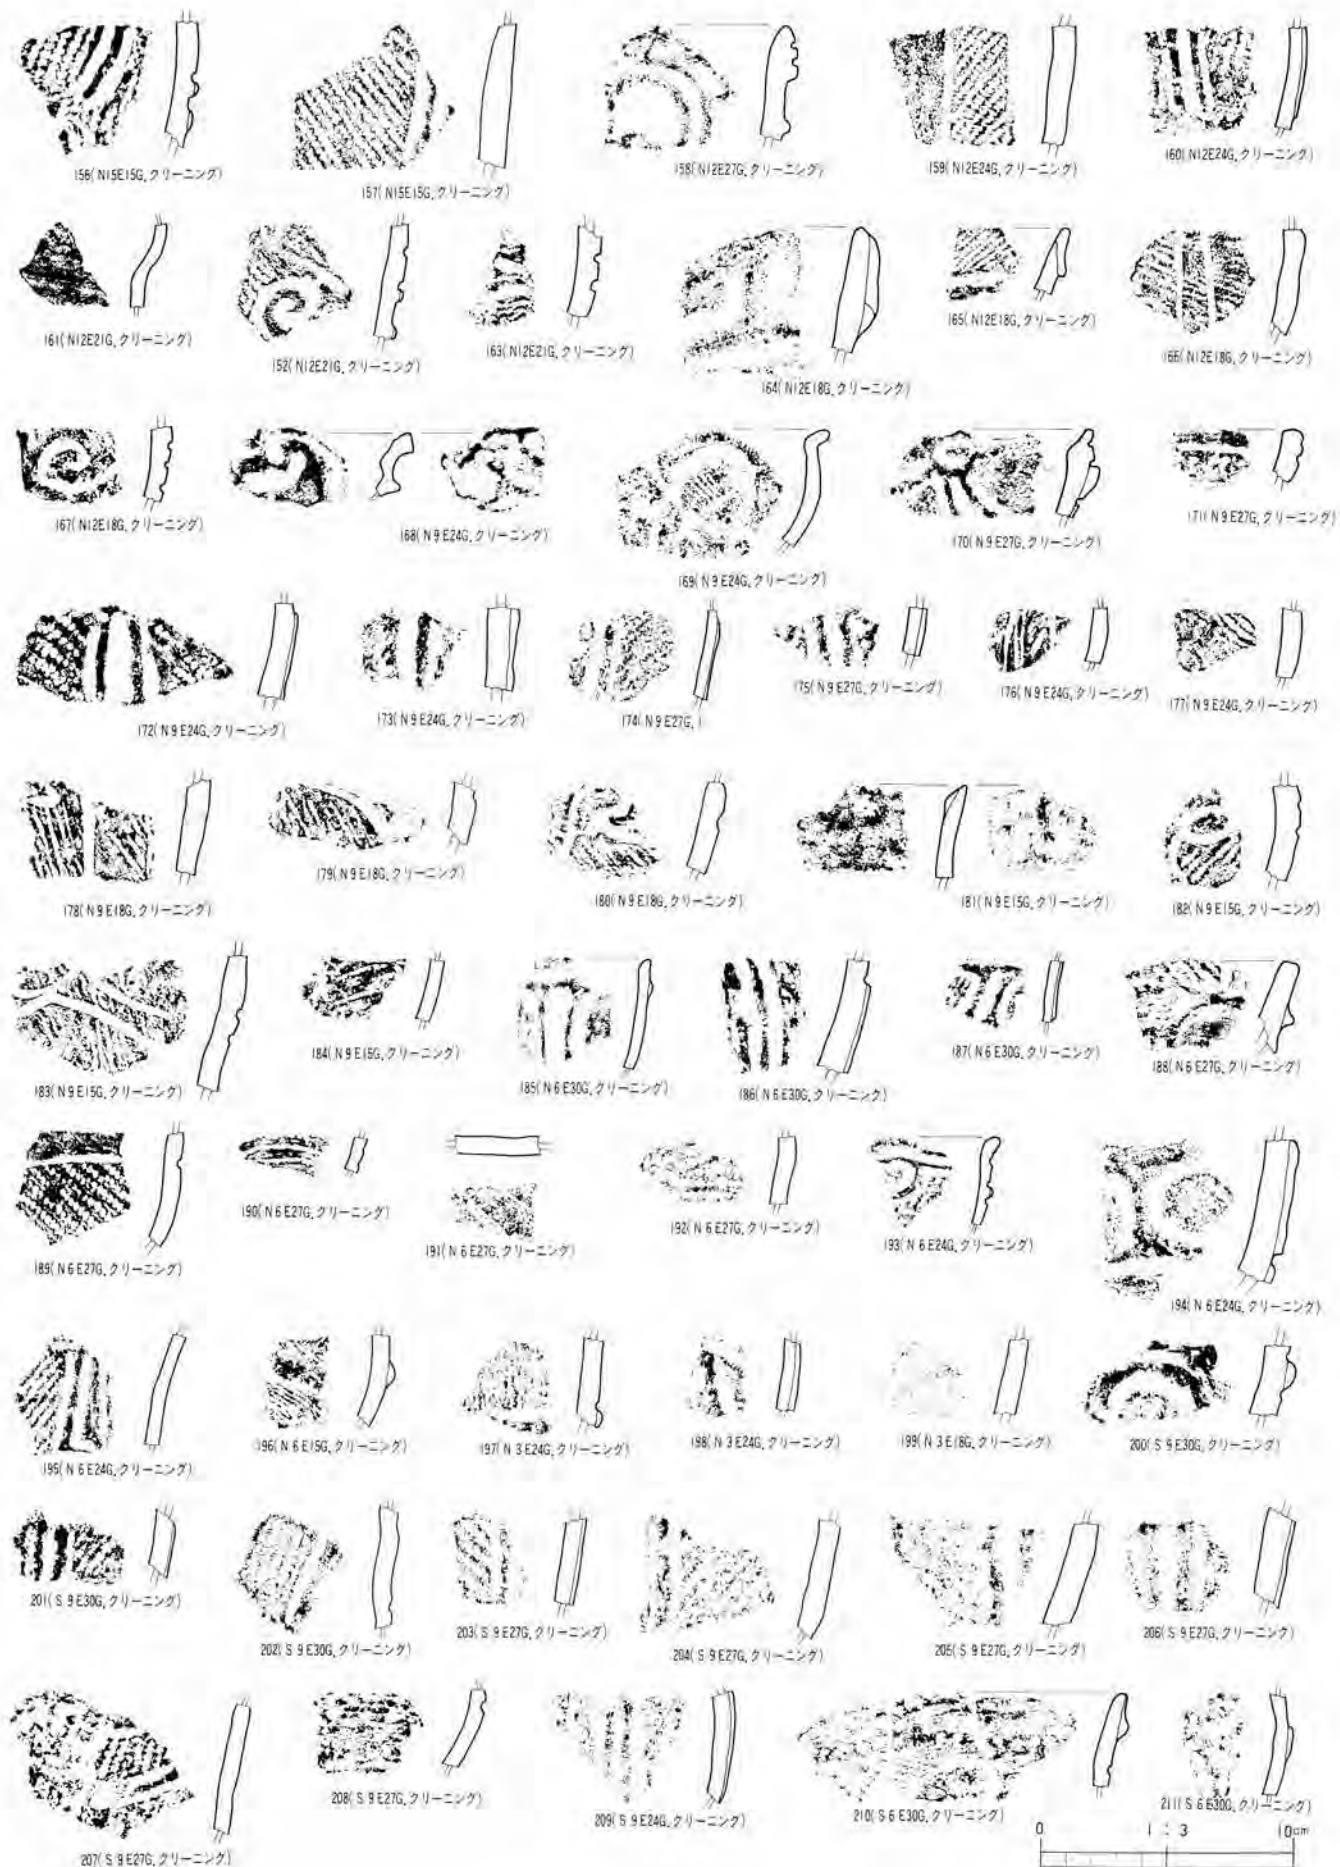 156(N15E15G,クリーニング)
157(N15E15G,クリーニング)
158(N12E27G,クリーニング)
159(N12E24G,クリーニング)
160(N12E24G,クリーニング)
161(N12E21G,クリーニング)
152(N12E21G,クリーニング)
163(N12E21G,クリーニング)
164(N12E18G,クリーニング)
165(N12E18G,クリーニング)
166(N12E18G,クリーニング)
167(N12E18G,クリーニング)
168(N9E24G,クリーニング)
169(N9E24G,クリーニング)
170(N9E27G,クリーニング)
171(N9E27G,クリーニング)
172(N9E24G,クリーニング)
173(N9E24G,クリーニング)
174(N9E27G,)
175(N9E27G,クリーニング)
176(N9E24G,クリーニング)
177(N9E24G,クリーニング)
178(N9E18G,クリーニング)
179(N9E18G,クリーニング)
180(N9E18G,クリーニング)
181(N9E15G,クリーニング)
182(N9E15G,クリーニング)
183(N9E15G,クリーニング)
184(N9E15G,クリーニング)
185(N6E30G,クリーニング)
186(N6E30G,クリーニング)
187(N6E30G,クリーニング)
188(N6E27G,クリーニング)
189(N6E27G,クリーニング)
190(N6E27G,クリーニング)
191(N6E27G,クリーニング)
192(N6E27G,クリーニング)
193(N6E24G,クリーニング)
194(N6E24G,クリーニング)
195(N6E24G,クリーニング)
196(N6E15G,クリーニング)
197(N3E24G,クリーニング)
198(N3E24G,クリーニング)
199(N3E18G,クリーニング)
200(S9E30G,クリーニング)
201(S9E30G,クリーニング)
202(S9E30G,クリーニング)
203(S9E27G,クリーニング)
204(S9E27G,クリーニング)
205(S9E27G,クリーニング)
206(S9E27G,クリーニング)
207(S9E27G,クリーニング)
208(S9E27G,クリーニング)
209(S9E24G,クリーニング)
210(S6E30G,クリーニング)
211(S6E30G,クリーニング)
0 1:3 10cm